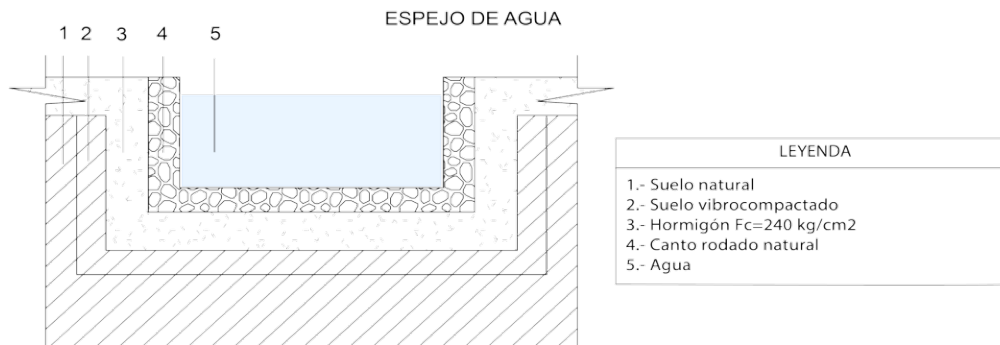 ESPEJO DE AGUA
1 2 3 4 5
LEYENDA
1.- Suelo natural
2.- Suelo vibrocompactado
3.- Hormigón Fc=240 kg/cm2
4.- Canto rodado natural
5.- Agua